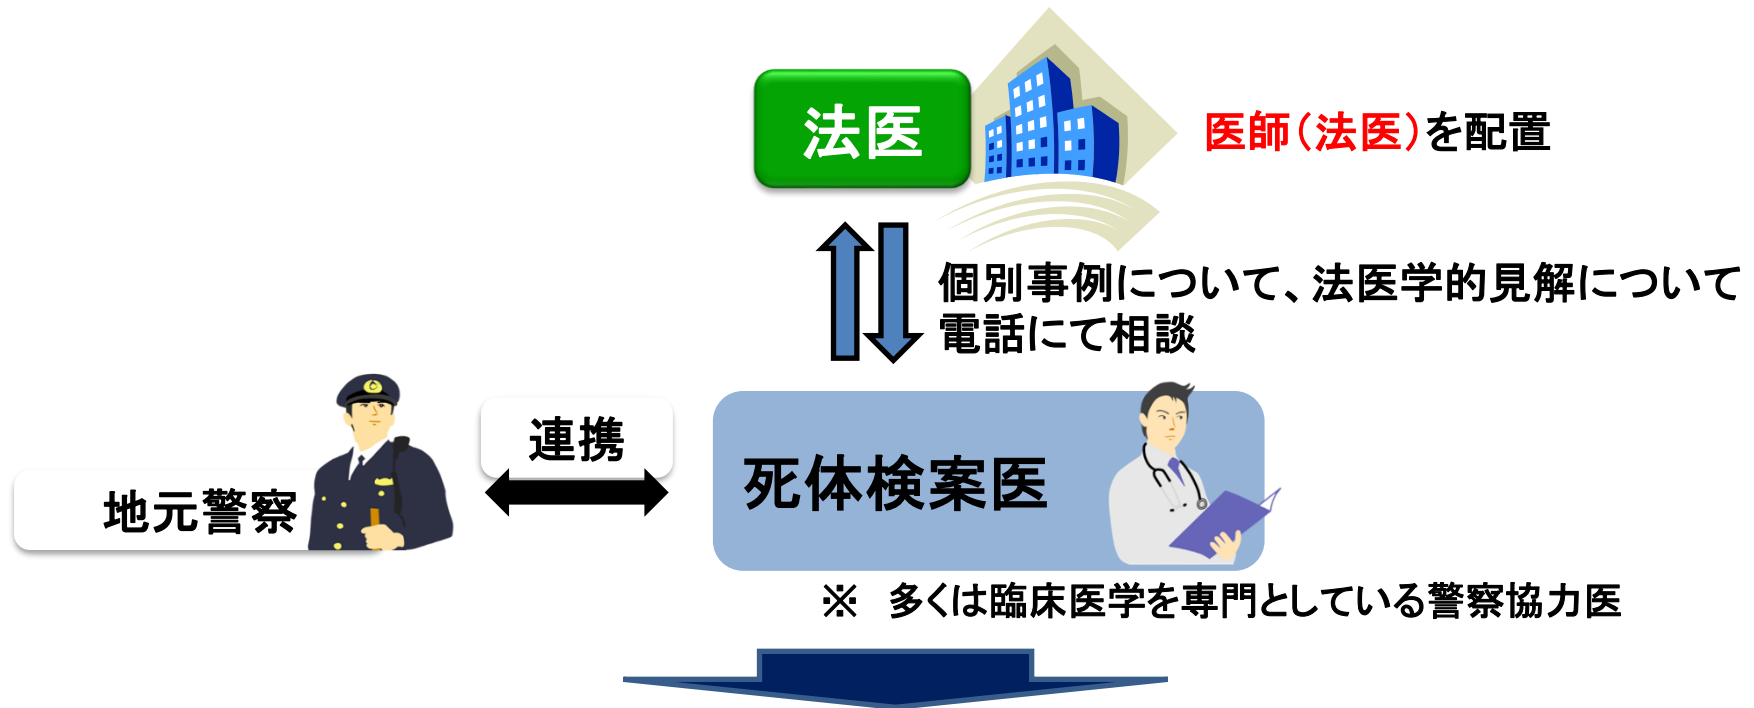 法医
医師（法医）を配置
個別事例について、法医学的見解について
電話にて相談
連携
地元警察
死体検案医
※　多くは臨床医学を専門としている警察協力医